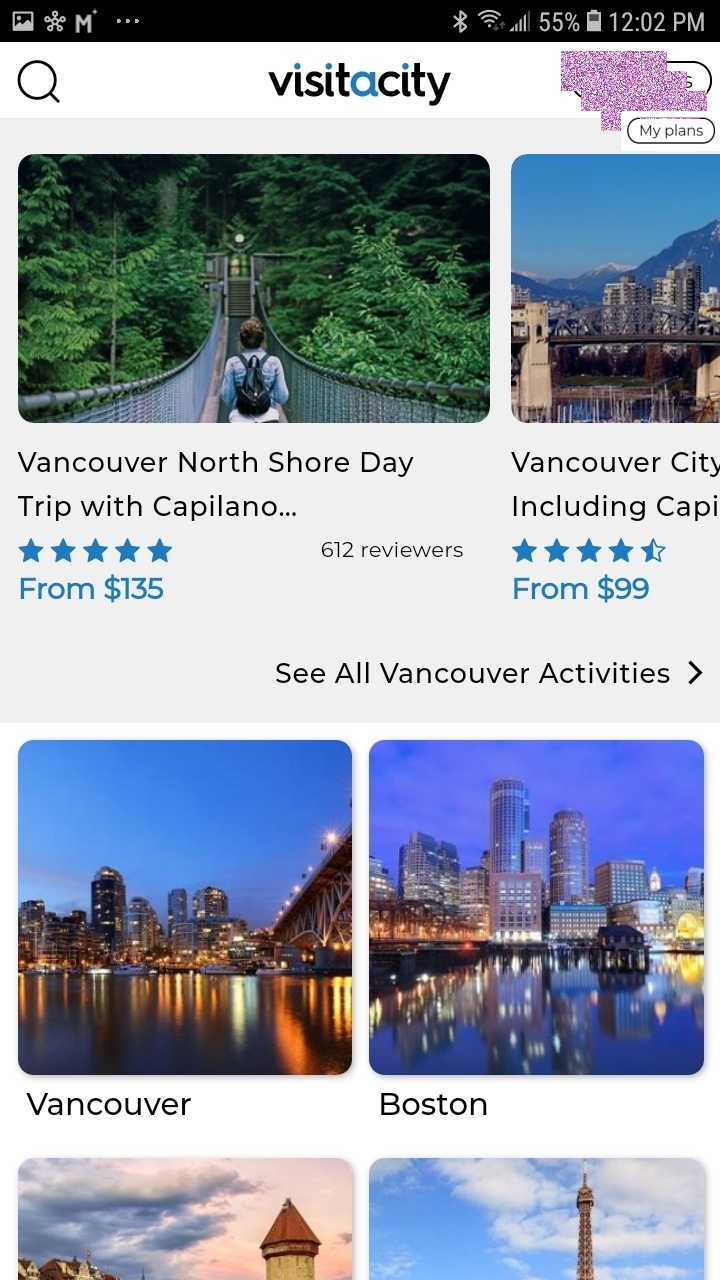 55% 12:02 PM
visitacity
My plans
Vancouver North Shore Day
Trip with Capilano...
612 reviewers
From $135
Vancouver City
Including Capi
From $99
See All Vancouver Activities
Vancouver
Boston